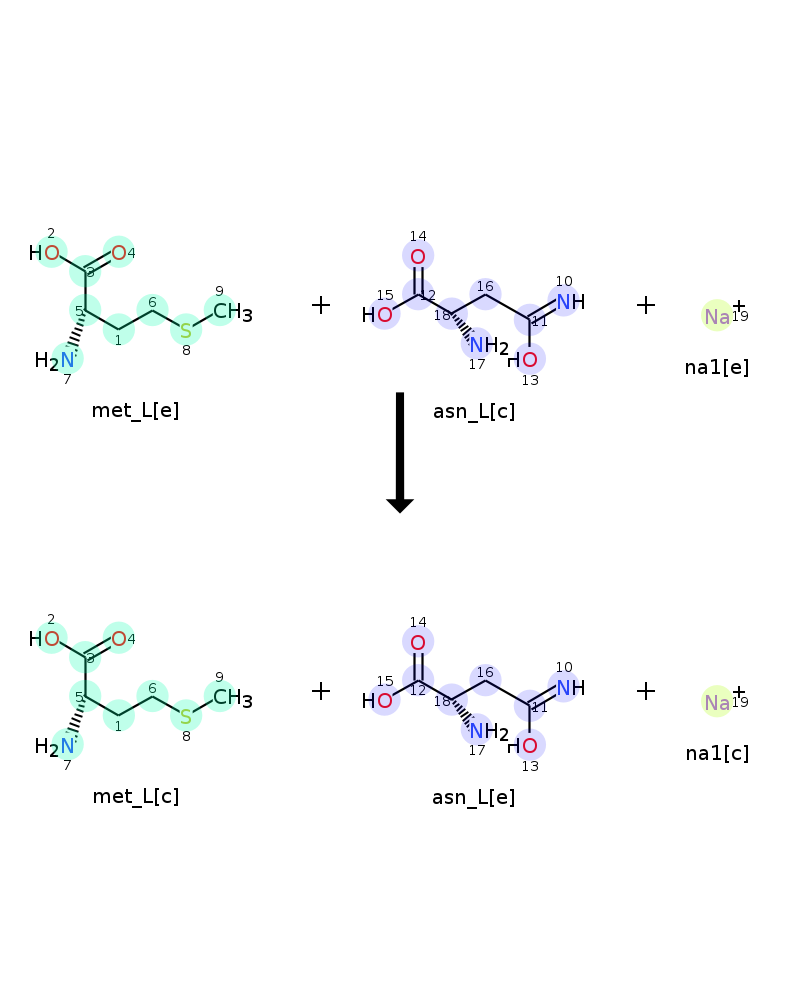 2
HO
O 4
3
5
6
9
CH3
1
S
8
H2N
7
met_L[e]
+
14
O
15
HO
12
16
10
NH
18
11
NH2
17
HO
13
asn_L[c]
+
Na+
19
na1[e]
2
HO
O 4
3
5
6
9
CH3
1
S
8
H2N
7
met_L[c]
+
14
O
15
HO
12
16
10
NH
18
11
NH2
17
HO
13
asn_L[e]
+
Na+
19
na1[c]